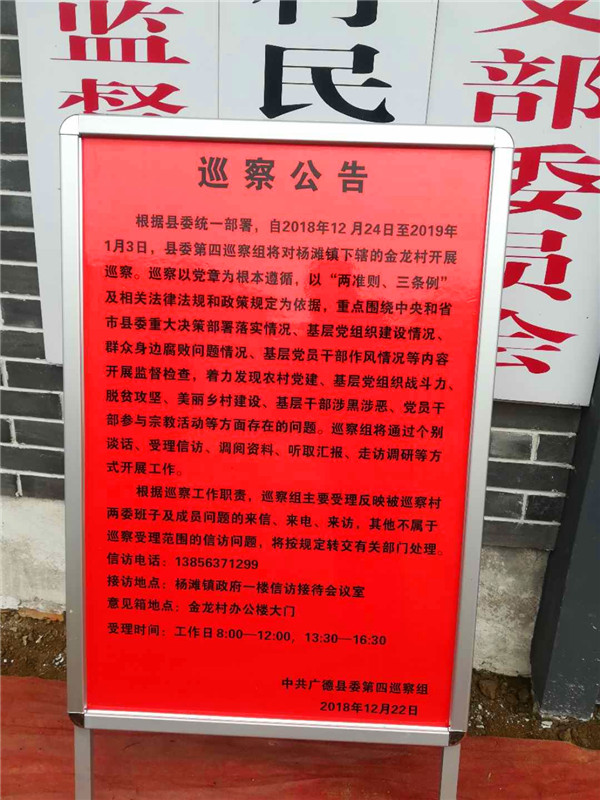 监督
村民
支部委员会
巡察公告
根据县委统一部署，自2018年12月24日至2019年
1月3日，县委第四巡察组将对杨滩镇下辖的金龙村开展
巡察。巡察以党章为根本遵循，以“两准则、三条例”
及相关法律法规和政策规定为依据，重点围绕中央和省
市县委重大决策部署落实情况、基层党组织建设情况、
群众身边腐败问题情况、基层党员干部作风情况等内容
开展监督检查，着力发现农村党建、基层党组织战斗力、
脱贫攻坚、美丽乡村建设、基层干部涉黑涉恶、党员干
部参与宗教活动等方面存在的问题。巡察组将通过个别
谈话、受理信访、调阅资料、听取汇报、走访调研等方
式开展工作。
根据巡察工作职责，巡察组主要受理反映被巡察村
两委班子及成员问题的来信、来电、来访，其他不属于
巡察受理范围的信访问题，将按规定转交有关部门处理。
信访电话：13856371299
接访地点：杨滩镇政府一楼信访接待会议室
意见箱地点：金龙村办公楼大门
受理时间：工作日8:00—12:00，13:30—16:30
中共广德县委第四巡察组
2018年12月22日